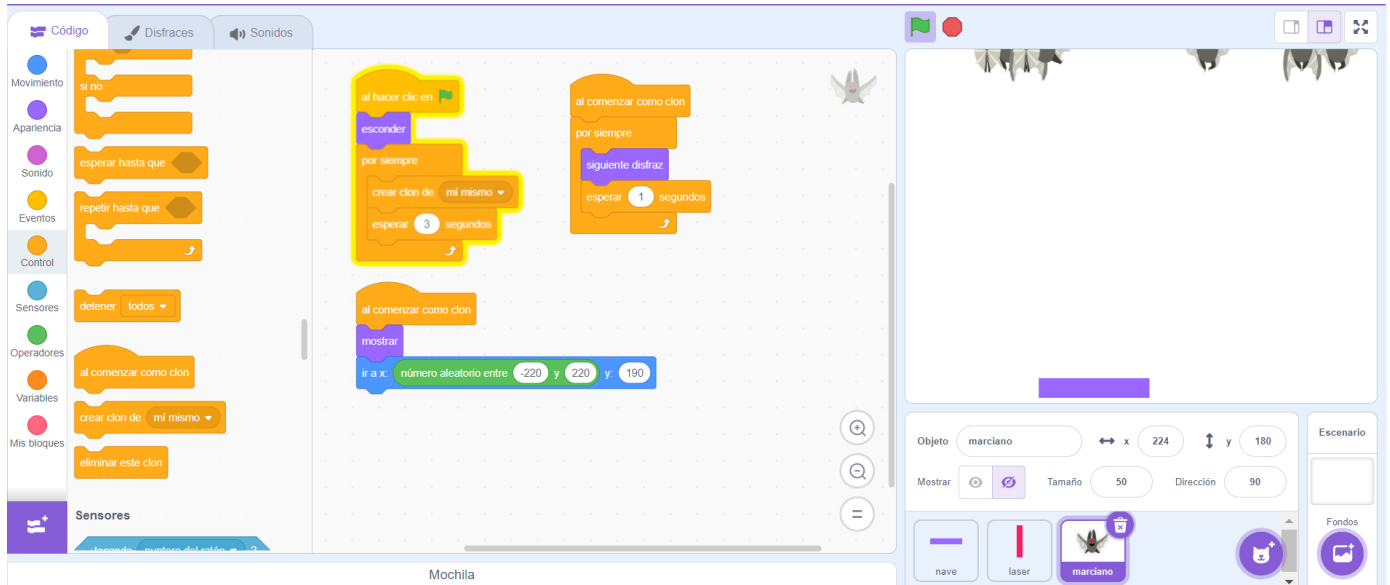 Código
Disfraces
Sonidos
Movimiento
Apariencia
Sonido
Eventos
Control
Sensores
Operadores
Variables
Mis bloques
si no
esperar hasta que
repetir hasta que
detener todos
al comenzar como clon
crear clon de mí mismo
eliminar este clon
Sensores
¿tocando puntero del ratón ?
al hacer clic en
esconder
por siempre
crear clon de mí mismo
esperar 3 segundos
al comenzar como clon
mostrar
ir a x: número aleatorio entre -220 y 220 y: 190
al comenzar como clon
por siempre
siguiente disfraz
esperar 1 segundos
Mochila
Objeto marciano x 224 y 180
Mostrar Tamaño 50 Dirección 90
nave
laser
marciano
Escenario
Fondos